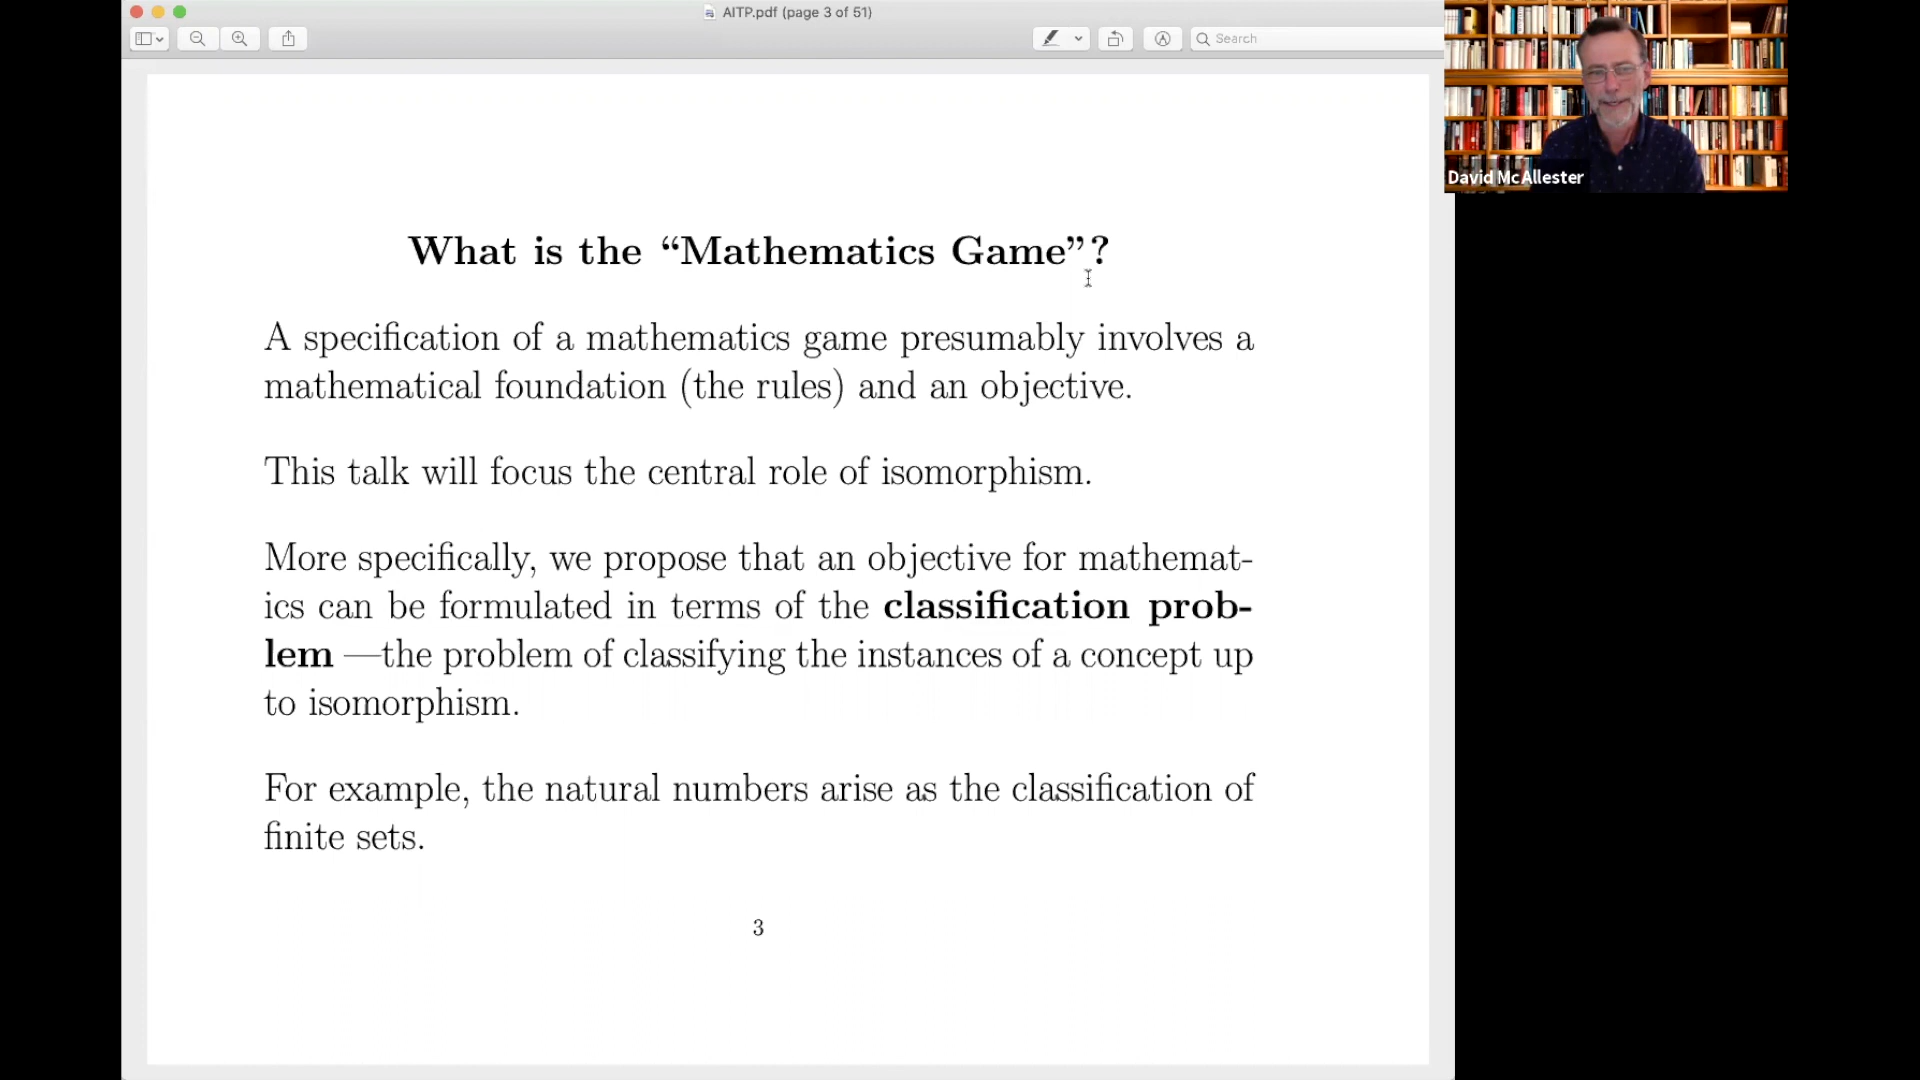 AITP.pdf (page 3 of 51)
Search
David McAllester
What is the “Mathematics Game”?
A specification of a mathematics game presumably involves a
mathematical foundation (the rules) and an objective.
This talk will focus the central role of isomorphism.
More specifically, we propose that an objective for mathemat-
ics can be formulated in terms of the classification prob-
lem —the problem of classifying the instances of a concept up
to isomorphism.
For example, the natural numbers arise as the classification of
finite sets.
3